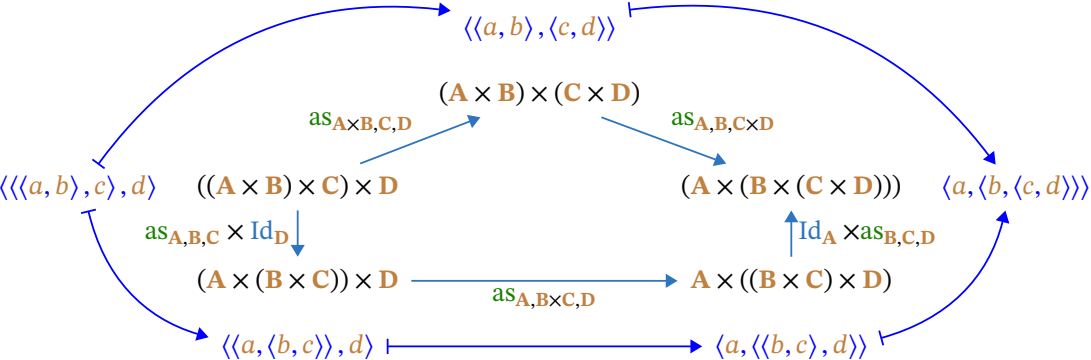 ⟨⟨a, b⟩ , ⟨c, d⟩⟩
(A × B) × (C × D)
as_{A×B,C,D} as_{A,B,C×D}
⟨⟨⟨a, b⟩ , c⟩ , d⟩ ((A × B) × C) × D (A × (B × (C × D))) ⟨a, ⟨b, ⟨c, d⟩⟩⟩
as_{A,B,C} × Id_D Id_A ×as_{B,C,D}
(A × (B × C)) × D A × ((B × C) × D)
as_{A,B×C,D}
⟨⟨a, ⟨b, c⟩⟩ , d⟩ ⟨a, ⟨⟨b, c⟩ , d⟩⟩